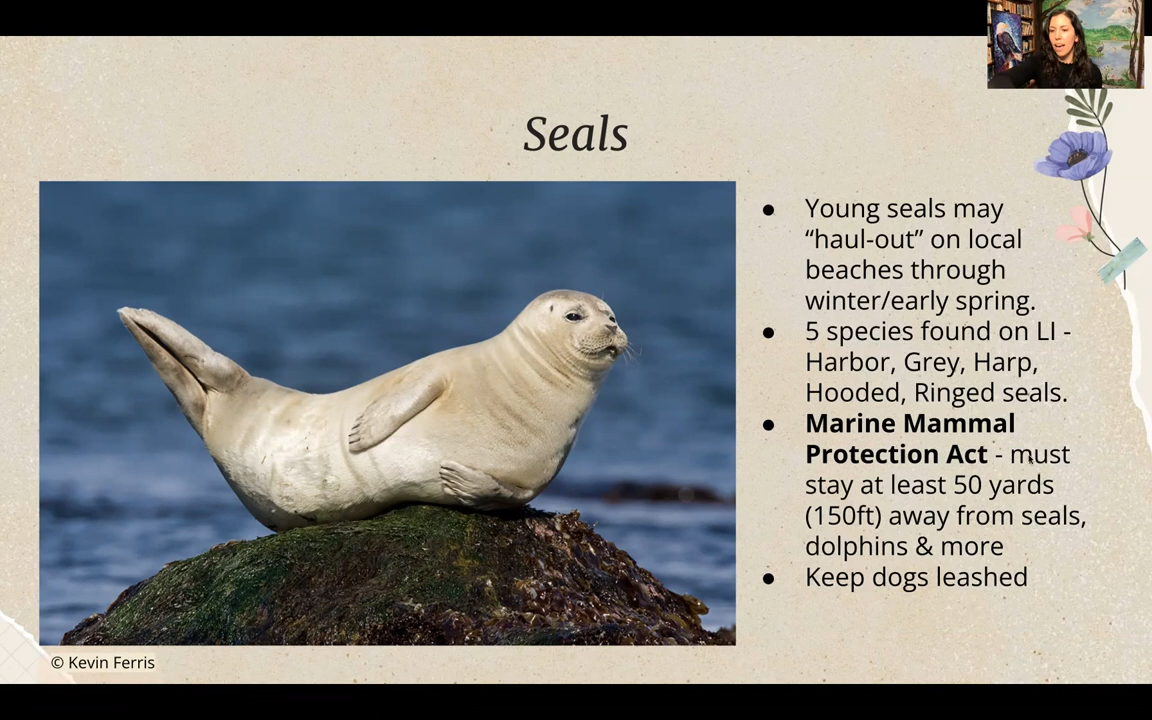 Seals
● Young seals may
“haul-out” on local
beaches through
winter/early spring.
● 5 species found on LI -
Harbor, Grey, Harp,
Hooded, Ringed seals.
● Marine Mammal
Protection Act - must
stay at least 50 yards
(150ft) away from seals,
dolphins & more
● Keep dogs leashed
© Kevin Ferris